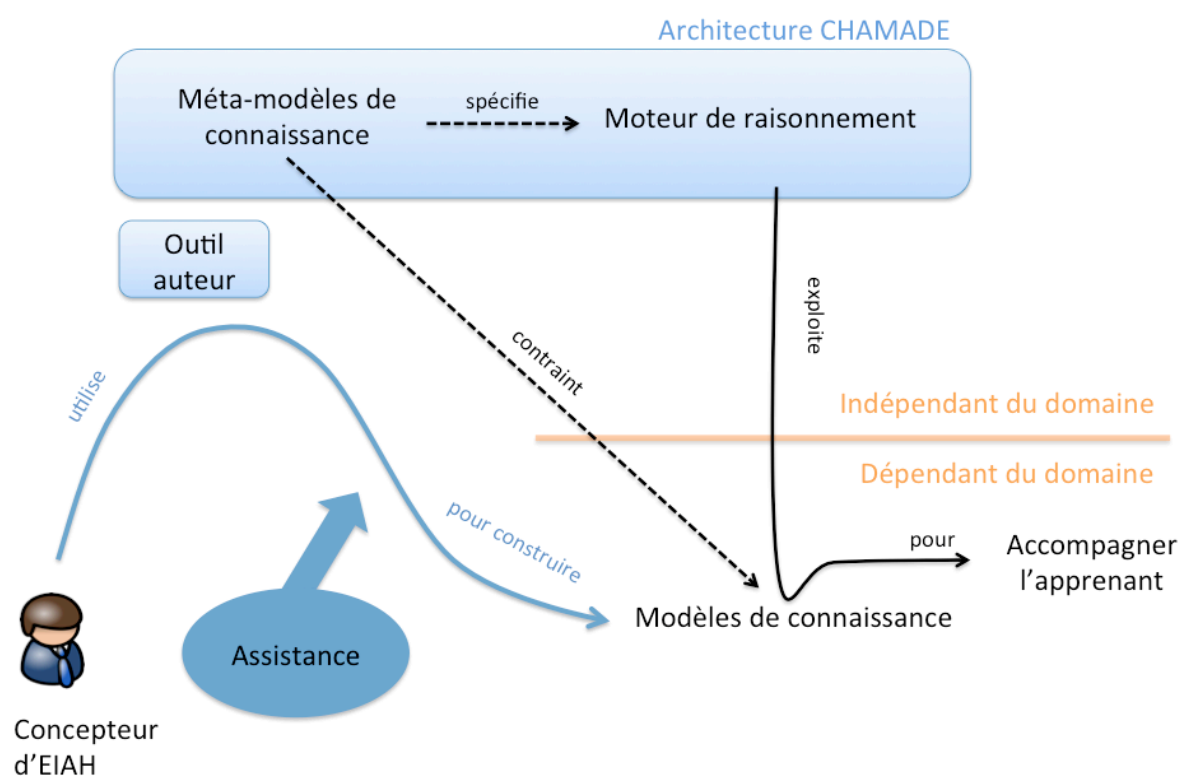 Architecture CHAMADE
Méta-modèles de
connaissance
spécifie
Moteur de raisonnement
Outil
auteur
exploite
contraint
utilise
Indépendant du domaine
Dépendant du domaine
pour construire
pour
Accompagner
l'apprenant
Modèles de connaissance
Assistance
Concepteur
d'EIAH